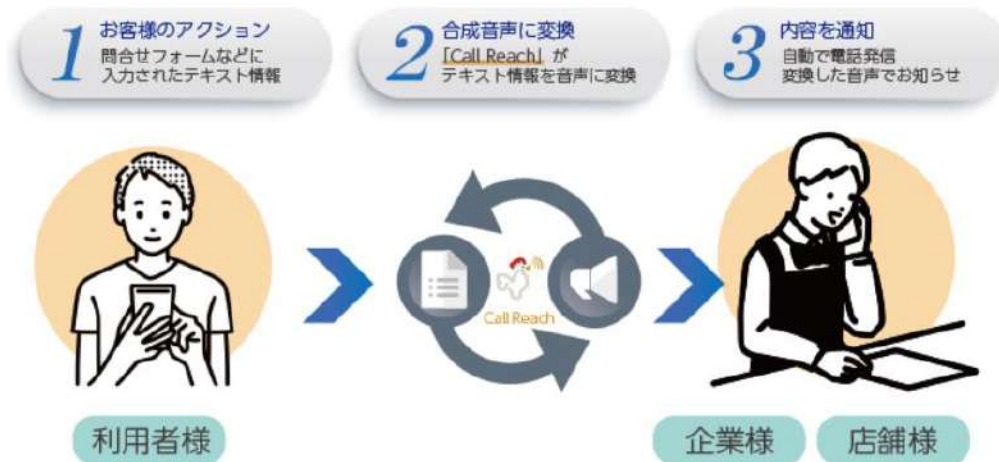 1
お客様のアクション
問合せフォームなどに
入力されたテキスト情報
2
合成音声に変換
「Call Reach」が
テキスト情報を音声に変換
3
内容を通知
自動で電話発信
変換した音声でお知らせ
Call Reach
利用者様
企業様
店舗様